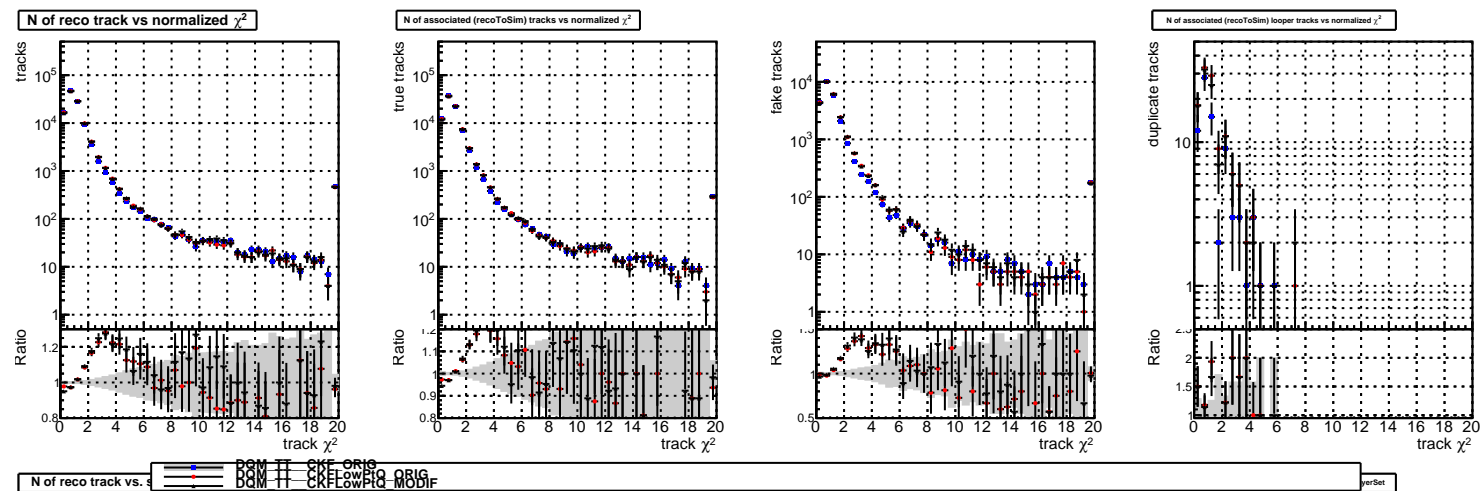 N of reco track vs normalized χ²
N of associated (recoToSim) tracks vs normalized χ²
N of associated (recoToSim) looper tracks vs normalized χ²
tracks
10⁵
10⁴
10³
10²
10
1
Ratio
1.2
1
0.8
0 2 4 6 8 10 12 14 16 18 20
track χ²
true tracks
10⁵
10⁴
10³
10²
10
1
Ratio
1.2
1.1
1
0.9
0.8
0 2 4 6 8 10 12 14 16 18 20
track χ²
fake tracks
10⁴
10³
10²
10
1
Ratio
1
0.5
0 2 4 6 8 10 12 14 16 18 20
track χ²
duplicate tracks
10
1
Ratio
2.5
2
1.5
1
0 2 4 6 8 10 12 14 16 18 20
track χ²
DQM_TT__CKF_ORIG
DQM_TT__CKFLowPtQ_ORIG
DQM_TT__CKFLowPtQ_MODIF
N of reco track vs. s
yerSet